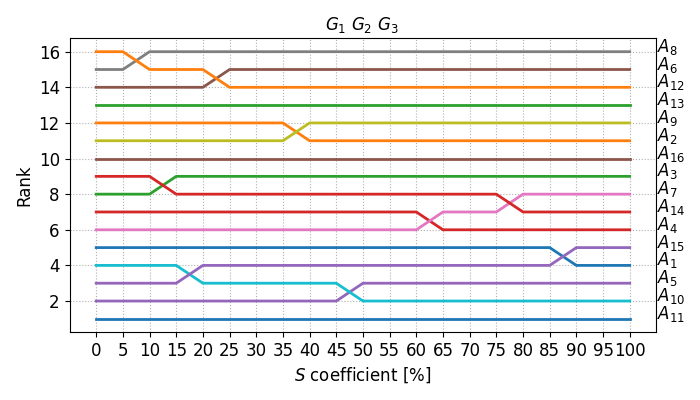 G₁ G₂ G₃
Rank
16
14
12
10
8
6
4
2
A₈
A₆
A₁₂
A₁₃
A₉
A₂
A₁₆
A₃
A₇
A₁₄
A₄
A₁₅
A₁
A₅
A₁₀
A₁₁
0 5 10 15 20 25 30 35 40 45 50 55 60 65 70 75 80 85 90 95 100
S coefficient [%]